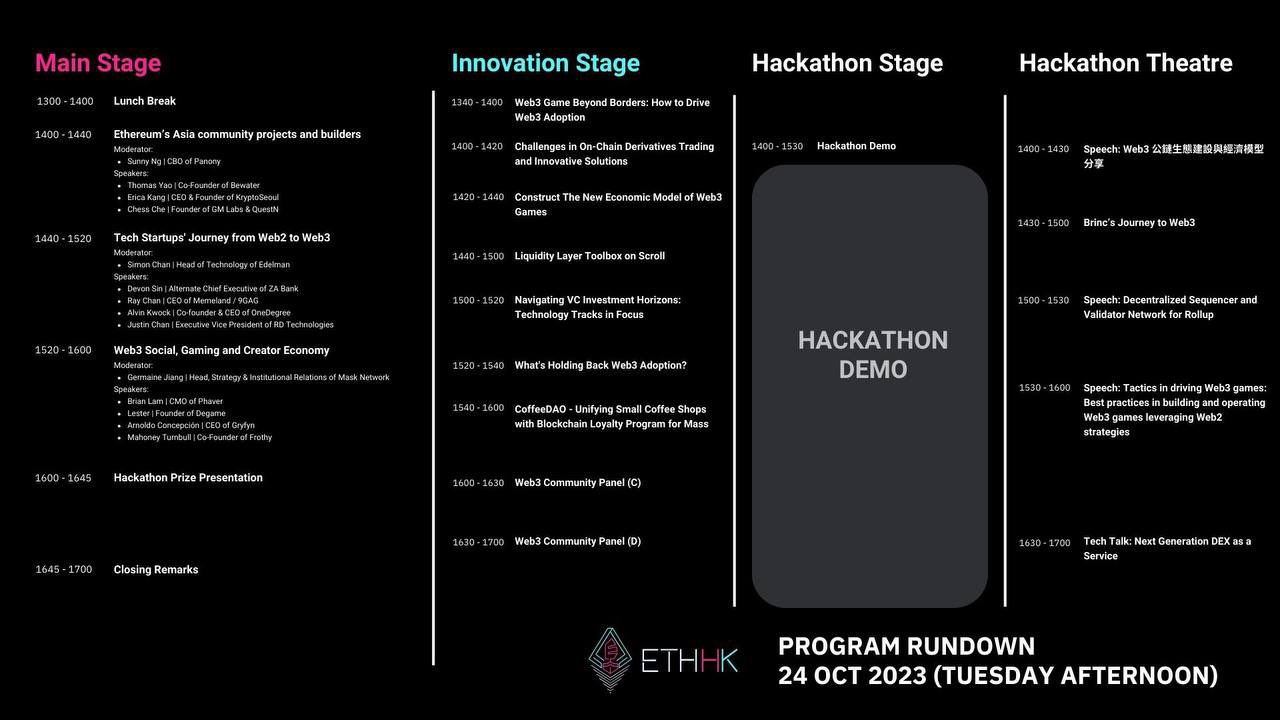 Main Stage
1300 - 1400 Lunch Break
1400 - 1440 Ethereum's Asia community projects and builders
Moderator:
• Sunny Ng | CBO of Panony
Speakers:
• Thomas Yao | Co-Founder of Bewater
• Erica Kang | CEO & Founder of KryptoSeoul
• Chess Che | Founder of GM Labs & QuestN
1440 - 1520 Tech Startups' Journey from Web2 to Web3
Moderator:
• Simon Chan | Head of Technology of Edelman
Speakers:
• Devon Sin | Alternate Chief Executive of ZA Bank
• Ray Chan | CEO of Memeland / 9GAG
• Alvin Kwock | Co-founder & CEO of OneDegree
• Justin Chan | Executive Vice President of RD Technologies
1520 - 1600 Web3 Social, Gaming and Creator Economy
Moderator:
• Germaine Jiang | Head, Strategy & Institutional Relations of Mask Network
Speakers:
• Brian Lam | CMO of Phaver
• Lester | Founder of Degame
• Arnoldo Concepción | CEO of Gryfyn
• Mahoney Turnbull | Co-Founder of Frothy
1600 - 1645 Hackathon Prize Presentation
1645 - 1700 Closing Remarks
Innovation Stage
1340 - 1400 Web3 Game Beyond Borders: How to Drive
Web3 Adoption
1400 - 1420 Challenges in On-Chain Derivatives Trading
and Innovative Solutions
1420 - 1440 Construct The New Economic Model of Web3
Games
1440 - 1500 Liquidity Layer Toolbox on Scroll
1500 - 1520 Navigating VC Investment Horizons:
Technology Tracks in Focus
1520 - 1540 What's Holding Back Web3 Adoption?
1540 - 1600 CoffeeDAO - Unifying Small Coffee Shops
with Blockchain Loyalty Program for Mass
1600 - 1630 Web3 Community Panel (C)
1630 - 1700 Web3 Community Panel (D)
Hackathon Stage
1400 - 1530 Hackathon Demo
HACKATHON
DEMO
Hackathon Theatre
1400 - 1430 Speech: Web3 公鏈生態建設與經濟模型
分享
1430 - 1500 Brinc's Journey to Web3
1500 - 1530 Speech: Decentralized Sequencer and
Validator Network for Rollup
1530 - 1600 Speech: Tactics in driving Web3 games:
Best practices in building and operating
Web3 games leveraging Web2
strategies
1630 - 1700 Tech Talk: Next Generation DEX as a
Service
ETHHK
PROGRAM RUNDOWN
24 OCT 2023 (TUESDAY AFTERNOON)